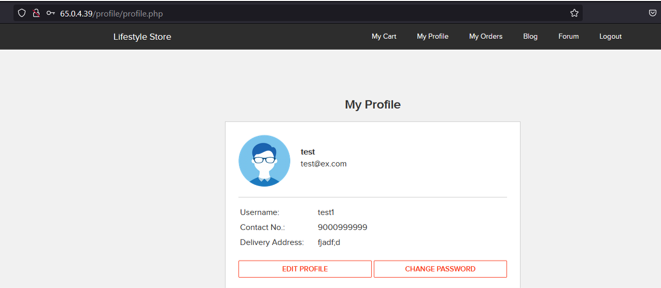 65.0.4.39/profile/profile.php
Lifestyle Store My Cart My Profile My Orders Blog Forum Logout
My Profile
test
test@ex.com
Username: test1
Contact No.: 9000999999
Delivery Address: fjadf;d
EDIT PROFILE CHANGE PASSWORD